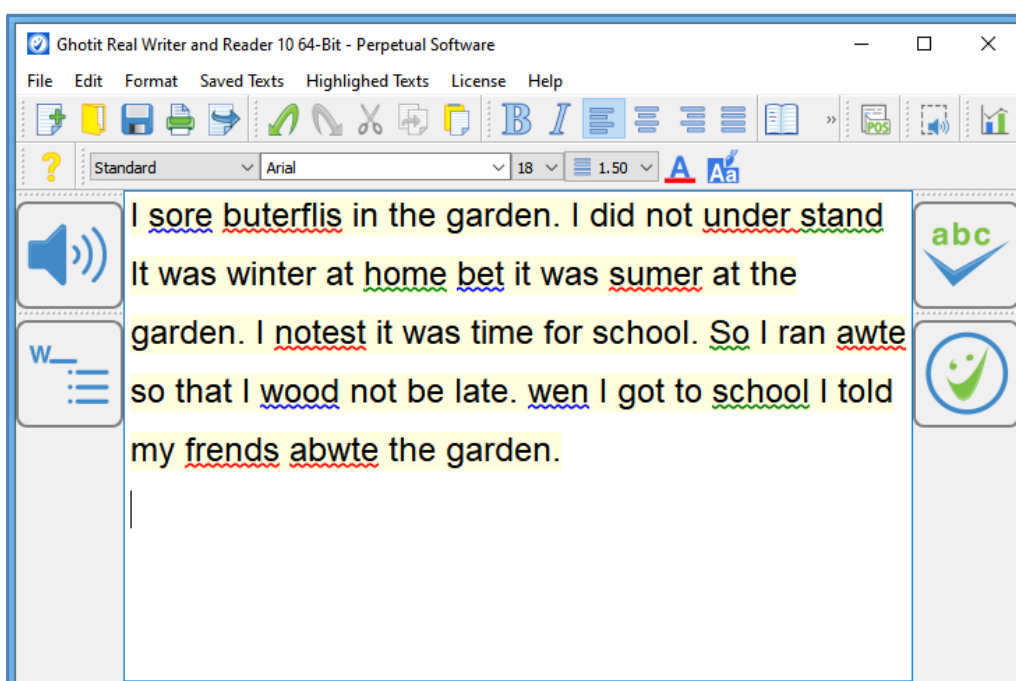 Ghotit Real Writer and Reader 10 64-Bit - Perpetual Software
File Edit Format Saved Texts Highlighed Texts License Help
B I » POS
? Standard Arial 18 1.50 A Aa
I sore buterflis in the garden. I did not under stand
It was winter at home bet it was sumer at the
garden. I notest it was time for school. So I ran awte
so that I wood not be late. wen I got to school I told
my frends abwte the garden.
abc
W